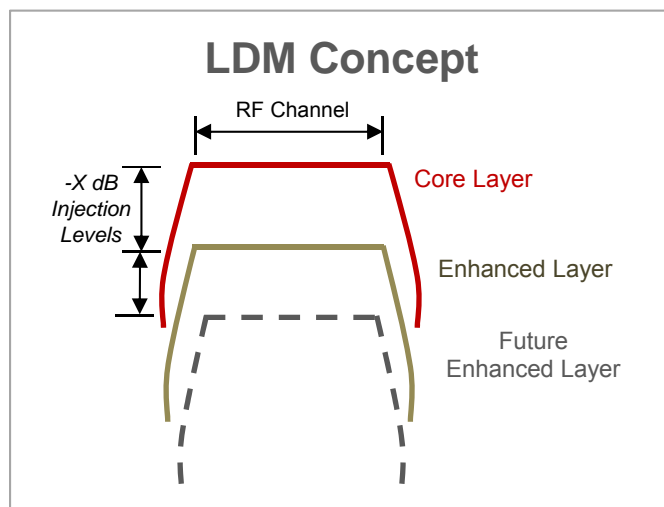 LDM Concept
RF Channel
-X dB
Injection
Levels
Core Layer
Enhanced Layer
Future
Enhanced Layer